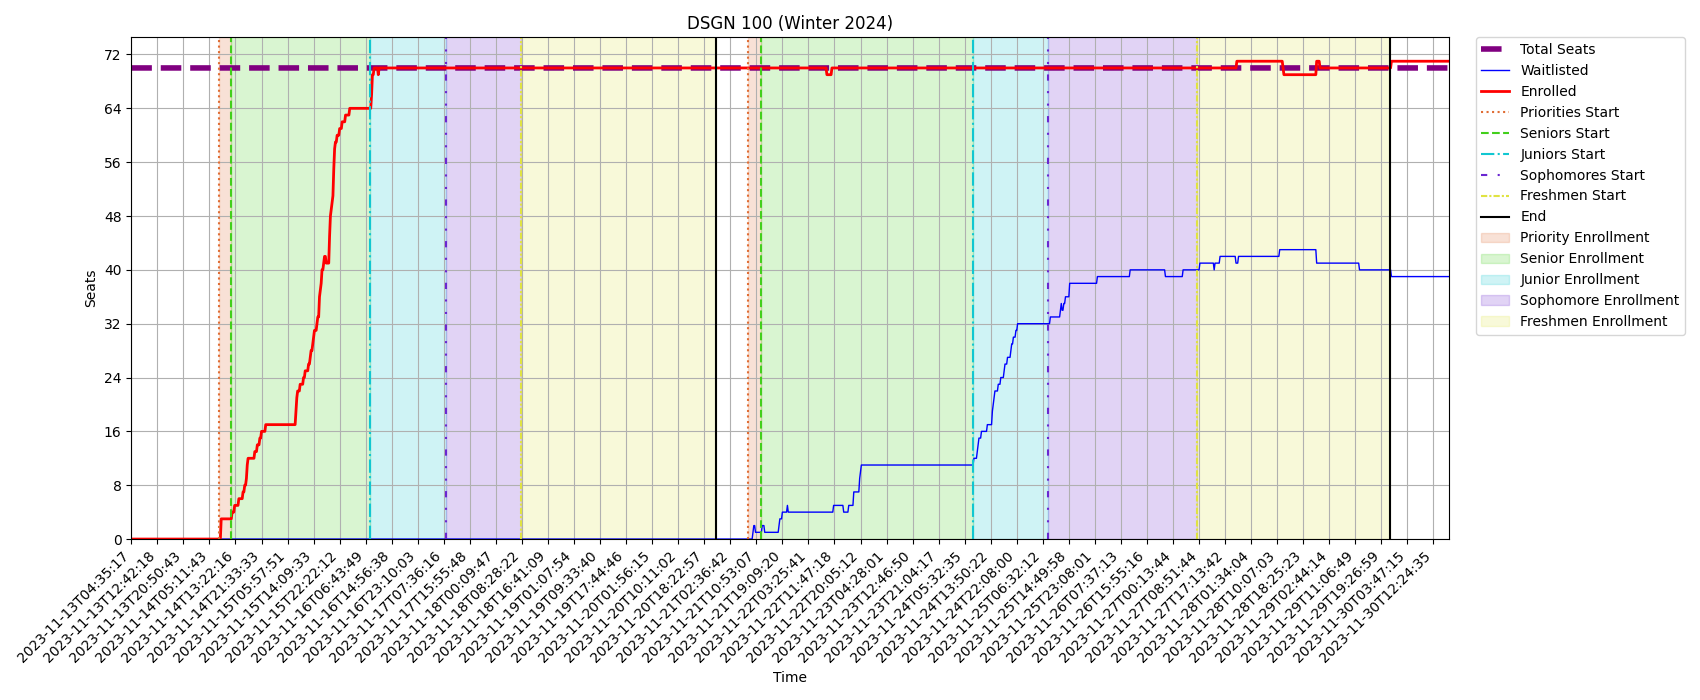 DSGN 100 (Winter 2024)
Seats
72
64
56
48
40
32
24
16
8
0
2023-11-13T04:35:17
2023-11-13T12:42:18
2023-11-13T20:50:43
2023-11-14T05:11:43
2023-11-14T13:22:16
2023-11-14T21:33:33
2023-11-15T05:57:51
2023-11-15T14:09:33
2023-11-15T22:22:12
2023-11-16T06:43:49
2023-11-16T14:56:38
2023-11-16T23:10:03
2023-11-17T07:36:16
2023-11-17T15:55:48
2023-11-18T00:09:47
2023-11-18T08:28:22
2023-11-18T16:41:09
2023-11-19T01:07:54
2023-11-19T09:33:40
2023-11-19T17:44:46
2023-11-20T01:56:15
2023-11-20T10:11:02
2023-11-20T18:22:57
2023-11-21T02:36:42
2023-11-21T10:53:07
2023-11-21T19:09:20
2023-11-22T03:25:41
2023-11-22T11:47:18
2023-11-22T20:05:12
2023-11-23T04:28:01
2023-11-23T12:46:50
2023-11-23T21:04:17
2023-11-24T05:32:35
2023-11-24T13:50:22
2023-11-24T22:08:00
2023-11-25T06:32:12
2023-11-25T14:49:58
2023-11-25T23:08:01
2023-11-26T07:37:13
2023-11-26T15:55:16
2023-11-27T00:13:44
2023-11-27T08:51:44
2023-11-27T17:13:42
2023-11-28T01:34:04
2023-11-28T10:07:03
2023-11-28T18:25:23
2023-11-29T02:44:14
2023-11-29T11:06:49
2023-11-29T19:26:59
2023-11-30T03:47:15
2023-11-30T12:24:35
Time
Total Seats
Waitlisted
Enrolled
Priorities Start
Seniors Start
Juniors Start
Sophomores Start
Freshmen Start
End
Priority Enrollment
Senior Enrollment
Junior Enrollment
Sophomore Enrollment
Freshmen Enrollment